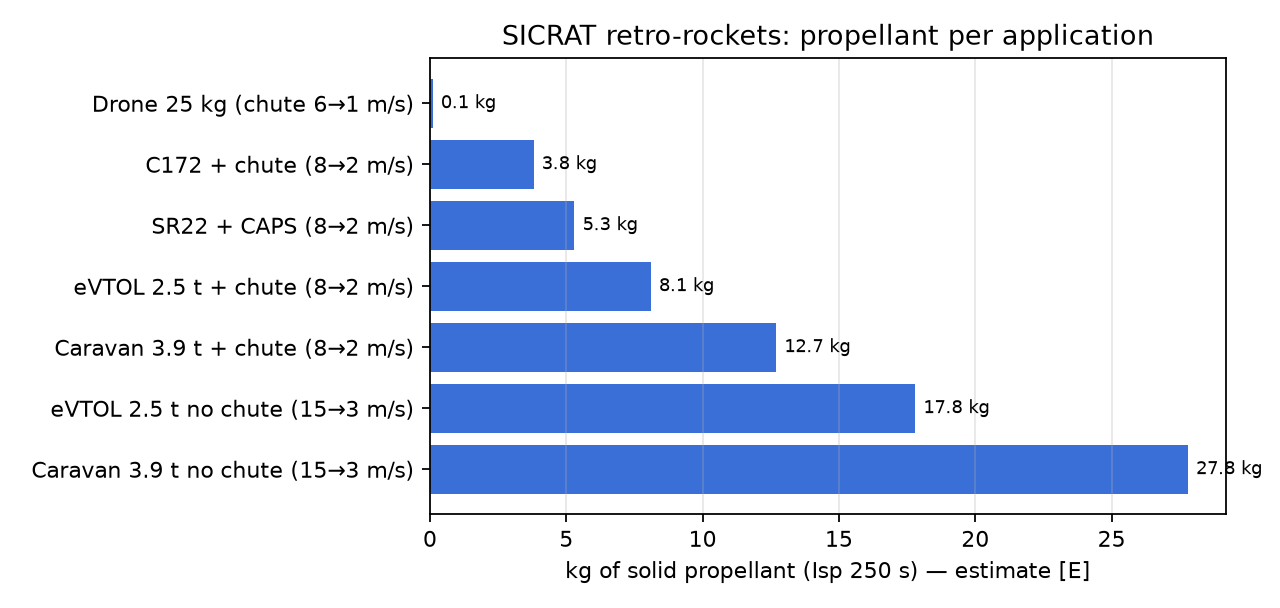 SICRAT retro-rockets: propellant per application
Drone 25 kg (chute 6→1 m/s) 0.1 kg
C172 + chute (8→2 m/s) 3.8 kg
SR22 + CAPS (8→2 m/s) 5.3 kg
eVTOL 2.5 t + chute (8→2 m/s) 8.1 kg
Caravan 3.9 t + chute (8→2 m/s) 12.7 kg
eVTOL 2.5 t no chute (15→3 m/s) 17.8 kg
Caravan 3.9 t no chute (15→3 m/s) 27.8 kg
0 5 10 15 20 25
kg of solid propellant (Isp 250 s) — estimate [E]